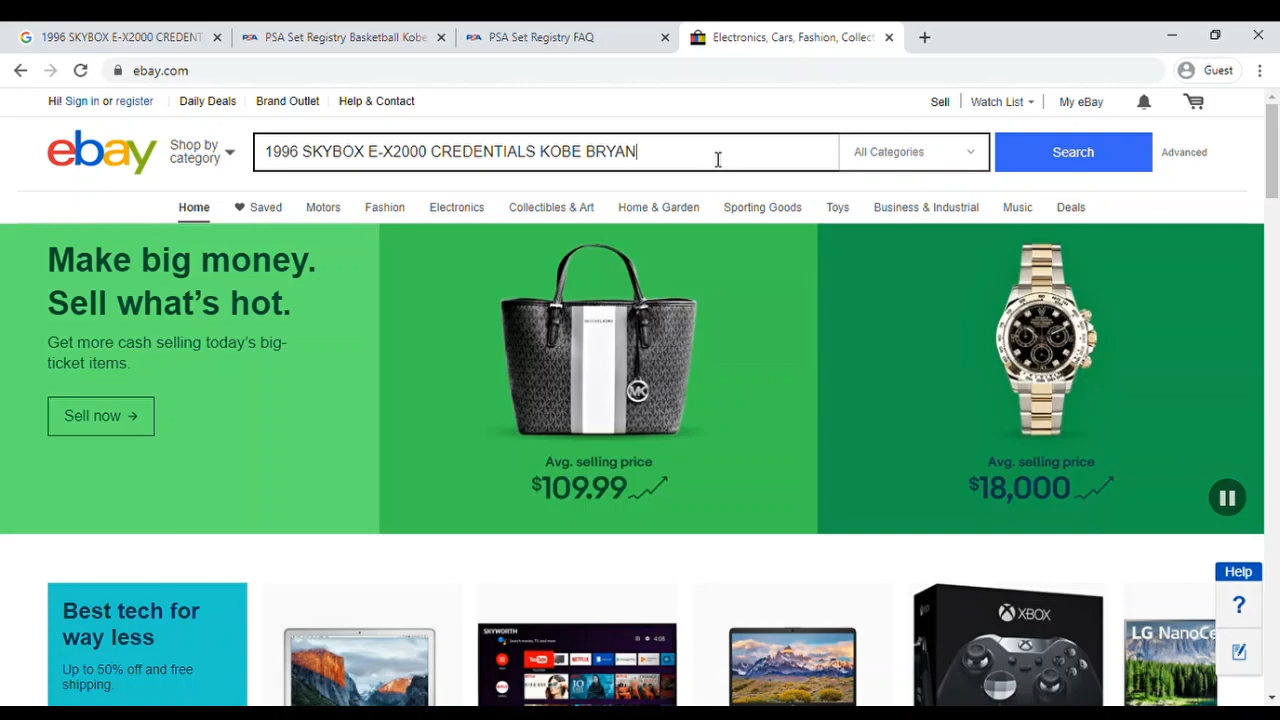 1996 SKYBOX E-X2000 CREDENT
PSA Set Registry Basketball Kobe
PSA Set Registry FAQ
Electronics, Cars, Fashion, Collect
ebay.com
Guest
Hi! Sign in or register
Daily Deals
Brand Outlet
Help & Contact
Sell
Watch List
My eBay
ebay
Shop by
category
1996 SKYBOX E-X2000 CREDENTIALS KOBE BRYAN
All Categories
Search
Advanced
Home
Saved
Motors
Fashion
Electronics
Collectibles & Art
Home & Garden
Sporting Goods
Toys
Business & Industrial
Music
Deals
Make big money.
Sell what's hot.
Get more cash selling today's big-
ticket items.
Sell now →
MICHAEL KORS
MK
Avg. selling price
$109.99
Avg. selling price
$18,000
Help
?
Best tech for
way less
Up to 50% off and free
shipping.
SKYWORTH
YouTube
NETFLIX
XBOX
LG NanoCe